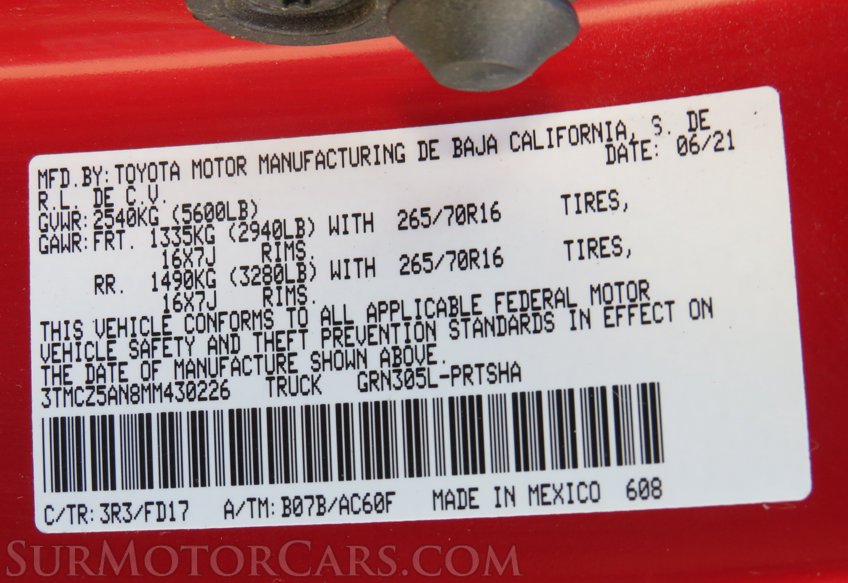 MFD.BY: TOYOTA MOTOR MANUFACTURING DE BAJA CALIFORNIA, S. DE
R.L. DE C.V. DATE: 06/21
GVWR: 2540KG (5600LB)
GAWR: FRT. 1335KG (2940LB) WITH 265/70R16 TIRES,
16X7J RIMS.
RR. 1490KG (3280LB) WITH 265/70R16 TIRES,
16X7J RIMS.
THIS VEHICLE CONFORMS TO ALL APPLICABLE FEDERAL MOTOR
VEHICLE SAFETY AND THEFT PREVENTION STANDARDS IN EFFECT ON
THE DATE OF MANUFACTURE SHOWN ABOVE.
3TMCZ5AN8MM430226 TRUCK GRN305L-PRTSHA
C/TR: 3R3/FD17 A/TM: B07B/AC60F MADE IN MEXICO 608
SURMOTORCARS.COM